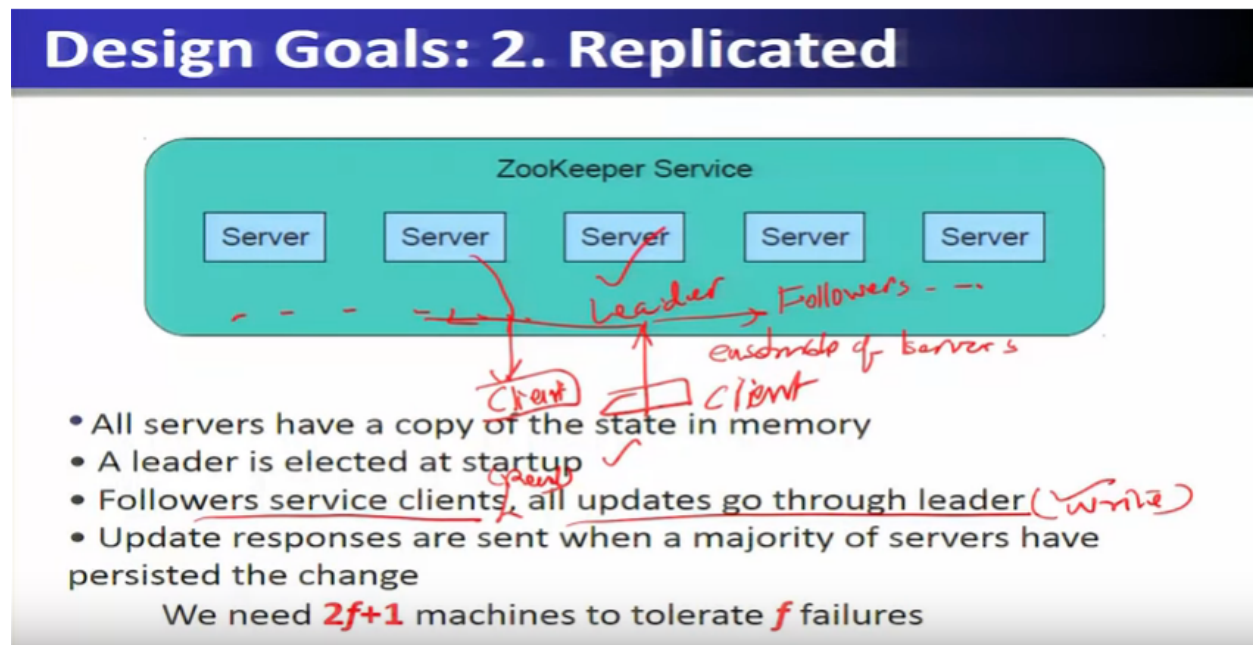 Design Goals: 2. Replicated
ZooKeeper Service
Server Server Server Server Server
Leader Followers - -
ensemble of servers
Client Client
• All servers have a copy of the state in memory
• A leader is elected at startup
(Read)
• Followers service clients, all updates go through leader (write)
• Update responses are sent when a majority of servers have
persisted the change
We need 2f+1 machines to tolerate f failures